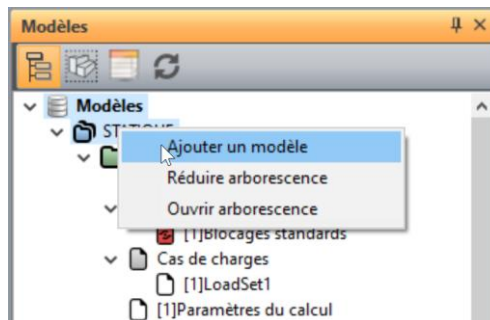 Modèles
Modèles
Ajouter un modèle
Réduire arborescence
Ouvrir arborescence
[1]Blocages standards
Cas de charges
[1]LoadSet1
[1]Paramètres du calcul